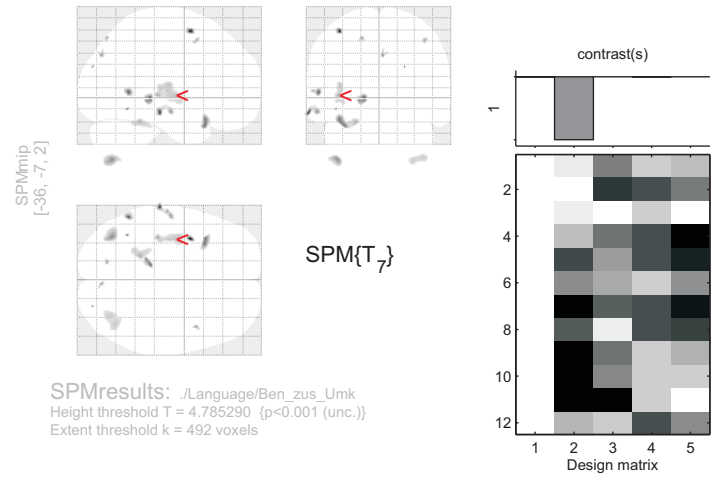 contrast(s)
1
SPMmip
[-36, -7, 2]
<
<
<
SPM{T7}
2
4
6
8
10
12
1 2 3 4 5
Design matrix
SPMresults: ./Language/Ben_zus_Umk
Height threshold T = 4.785290 {p<0.001 (unc.)}
Extent threshold k = 492 voxels